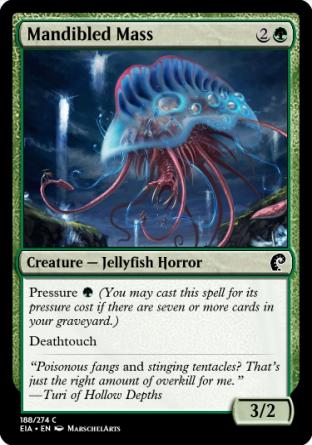 Mandibled Mass 2
Creature — Jellyfish Horror
Pressure (You may cast this spell for its
pressure cost if there are seven or more cards in
your graveyard.)
Deathtouch
“Poisonous fangs and stinging tentacles? That’s
just the right amount of overkill for me.”
—Turi of Hollow Depths
188/274 C
EIA • EN MarschelArts
3/2